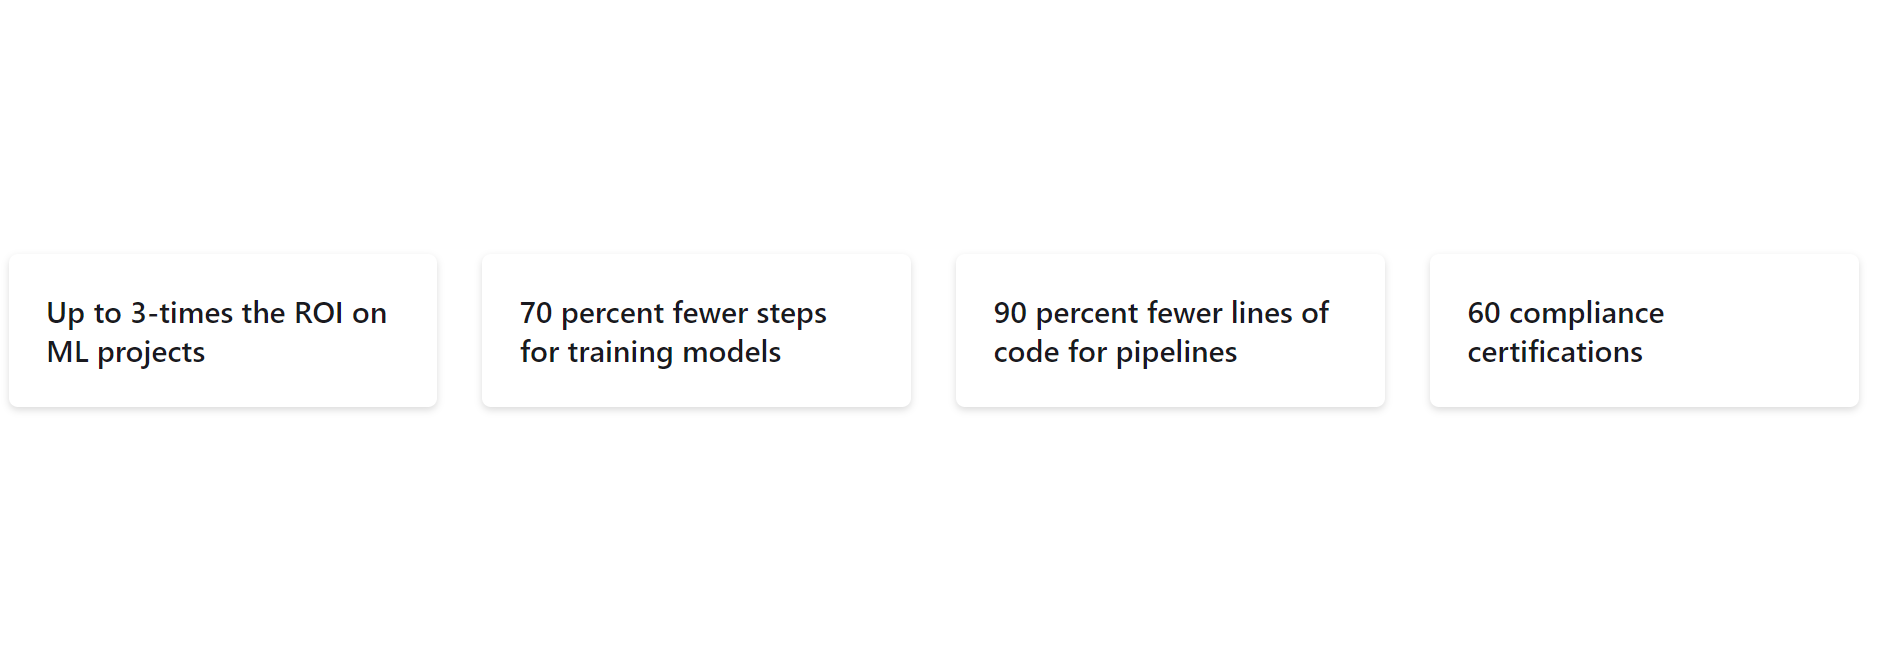 Up to 3-times the ROI on
ML projects
70 percent fewer steps
for training models
90 percent fewer lines of
code for pipelines
60 compliance
certifications